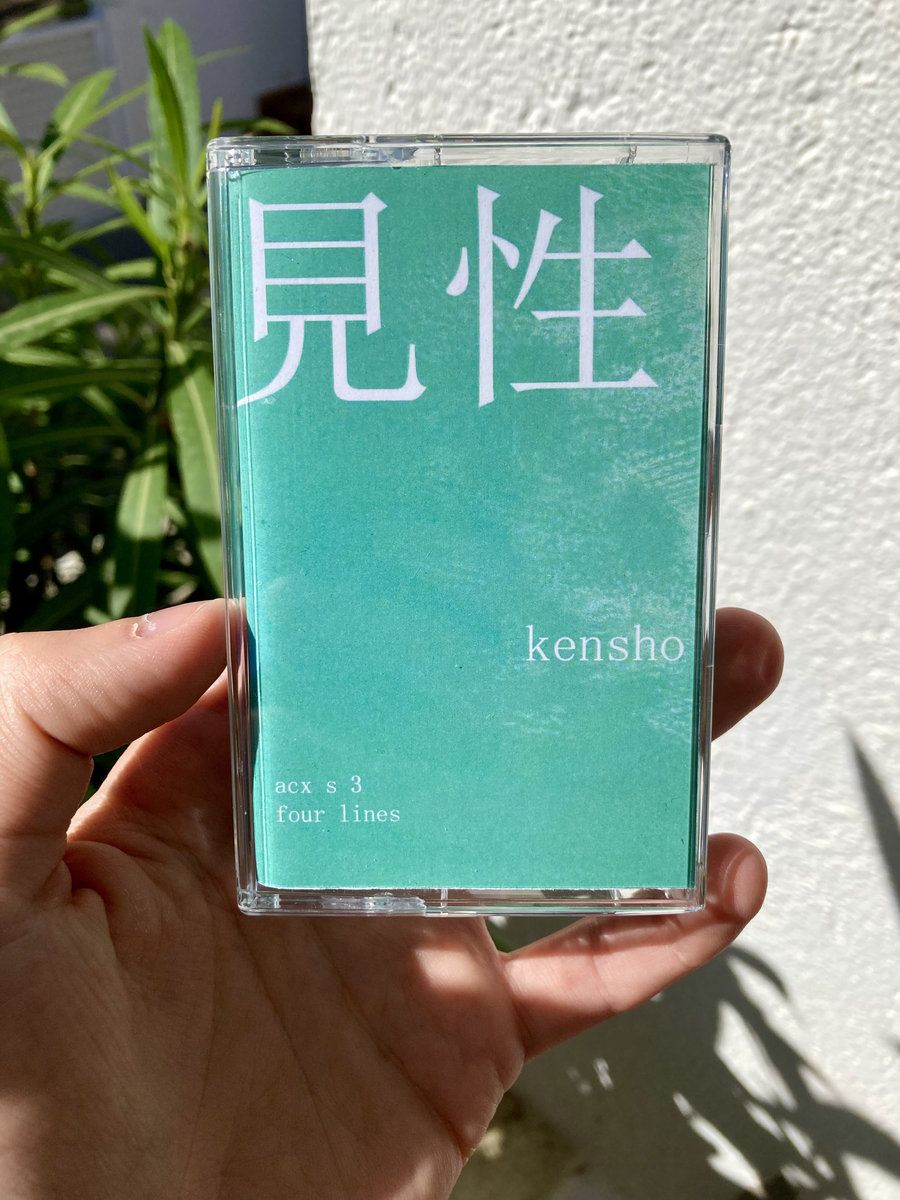 見性
kensho
acx s 3
four lines